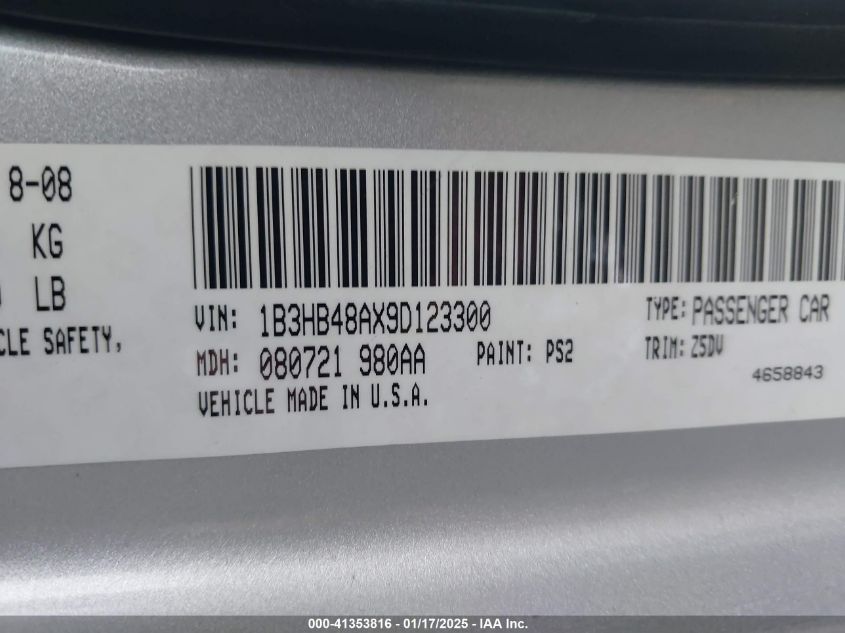 8-08
KG
LB
CLE SAFETY,
VIN: 1B3HB48AX9D123300
TYPE: PASSENGER CAR
MDH: 080721 980AA
PAINT: PS2
TRIM: Z5DV
VEHICLE MADE IN U.S.A.
4658843
000-41353816 - 01/17/2025 - IAA Inc.